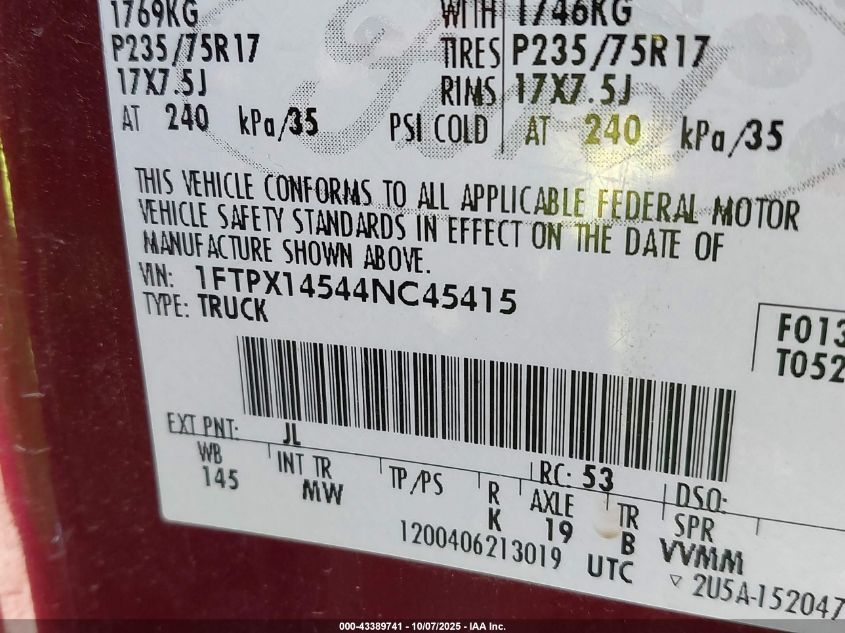 1769KG WITH 1746KG
P235/75R17 TIRES P235/75R17
17X7.5J RIMS 17X7.5J
AT 240 kPa/35 PSI COLD AT 240 kPa/35
THIS VEHICLE CONFORMS TO ALL APPLICABLE FEDERAL MOTOR
VEHICLE SAFETY STANDARDS IN EFFECT ON THE DATE OF
MANUFACTURE SHOWN ABOVE.
VIN: 1FTPX14544NC45415
TYPE: TRUCK
F013
T052
EXT PNT: JL RC: 53 DSO:
WB INT TR TP/PS R AXLE TR SPR
145 MW K 19 B VVMM
1200406213019 UTC
▽ 2U5A-152047
000-43389741 - 10/07/2025 - IAA Inc.